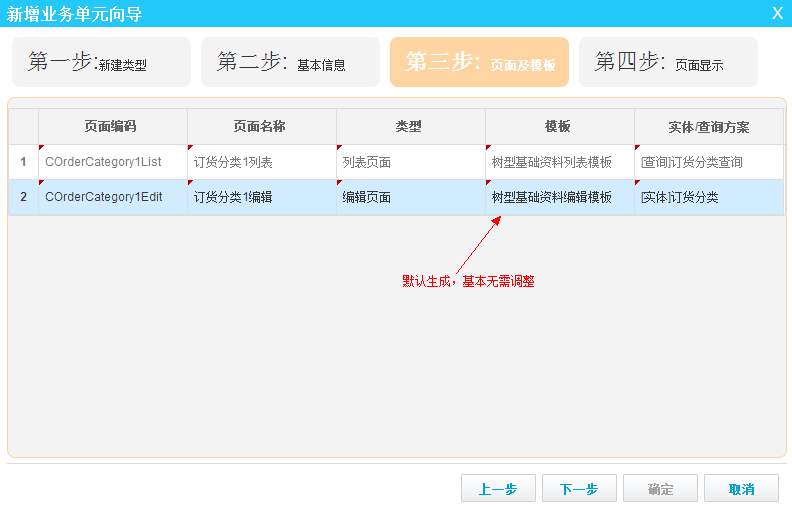 新增业务单元向导 X
第一步:新建类型 第二步: 基本信息 第三步: 页面及模板 第四步: 页面显示
页面编码 页面名称 类型 模板 实体/查询方案
1 COrderCategory1List 订货分类1列表 列表页面 树型基础资料列表模板 [查询]订货分类查询
2 COrderCategory1Edit 订货分类1编辑 编辑页面 树型基础资料编辑模板 [实体]订货分类
默认生成，基本无需调整
上一步 下一步 确定 取消